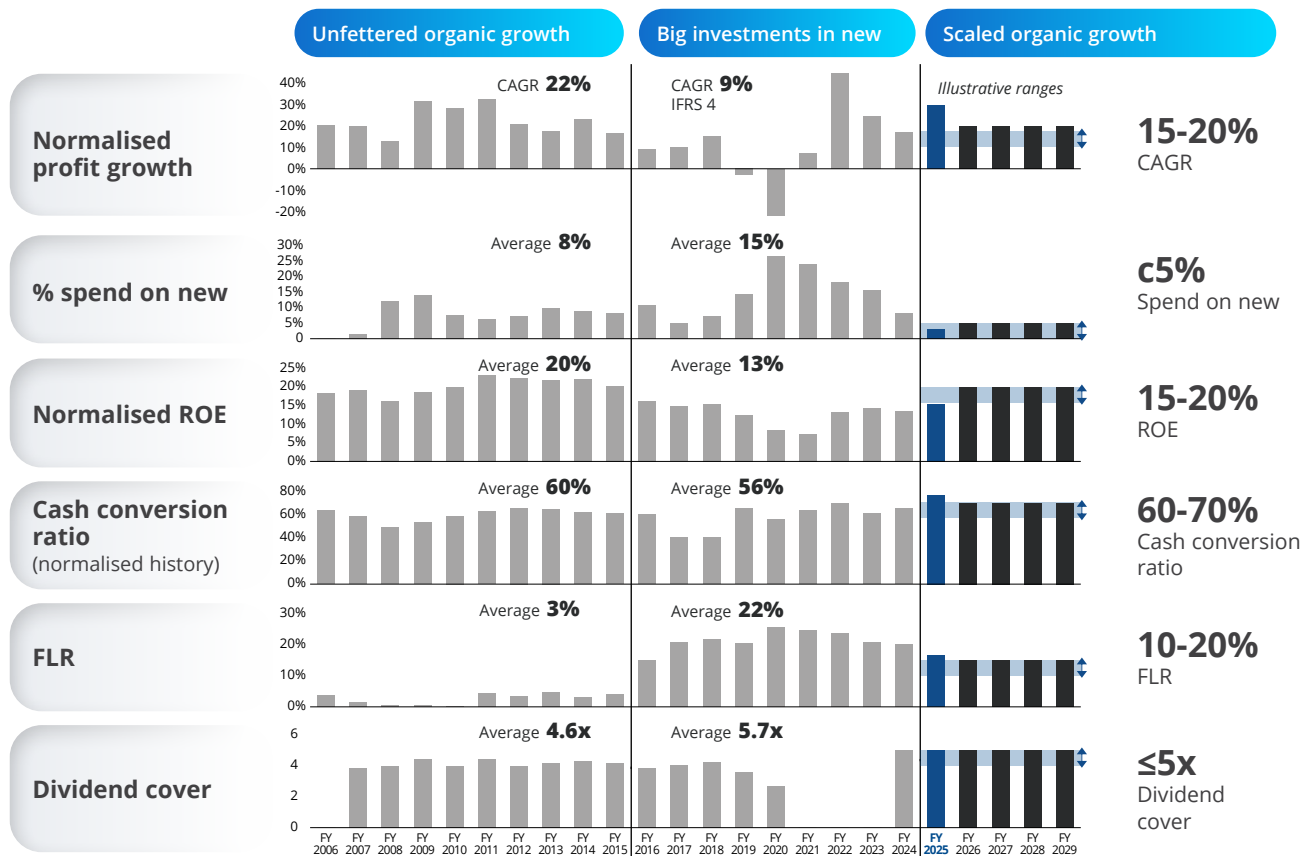 Unfettered organic growth
Big investments in new
Scaled organic growth
Normalised
profit growth
40%
30%
20%
10%
0%
-10%
-20%
CAGR 22%
CAGR 9%
IFRS 4
Illustrative ranges
15-20%
CAGR
% spend on new
30%
25%
20%
15%
10%
5%
0
Average 8%
Average 15%
c5%
Spend on new
Normalised ROE
25%
20%
15%
10%
5%
0%
Average 20%
Average 13%
15-20%
ROE
Cash conversion
ratio
(normalised history)
80%
60%
40%
20%
0%
Average 60%
Average 56%
60-70%
Cash conversion
ratio
FLR
30%
20%
10%
0%
Average 3%
Average 22%
10-20%
FLR
Dividend cover
6
4
2
0
Average 4.6x
Average 5.7x
≤5x
Dividend
cover
FY FY FY FY FY FY FY FY FY FY FY FY FY FY FY FY FY FY FY FY FY FY FY FY
2006 2007 2008 2009 2010 2011 2012 2013 2014 2015 2016 2017 2018 2019 2020 2021 2022 2023 2024 2025 2026 2027 2028 2029